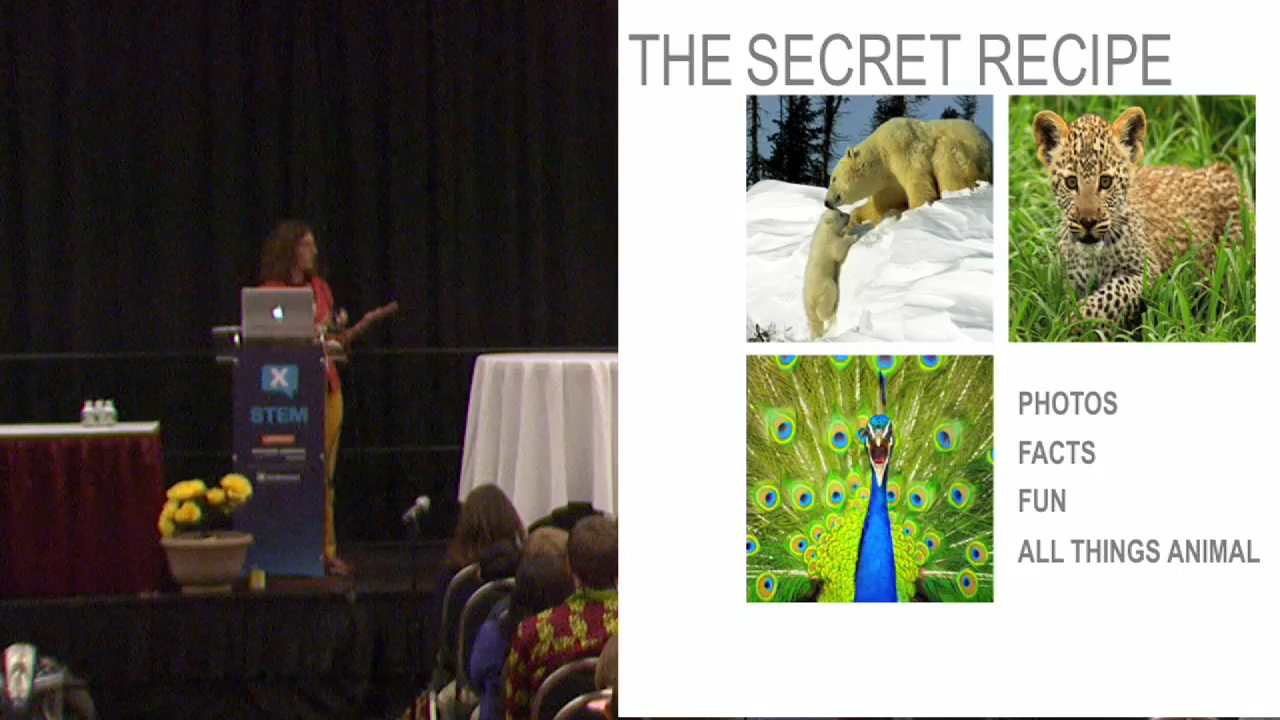 THE SECRET RECIPE
X
STEM
PHOTOS
FACTS
FUN
ALL THINGS ANIMAL